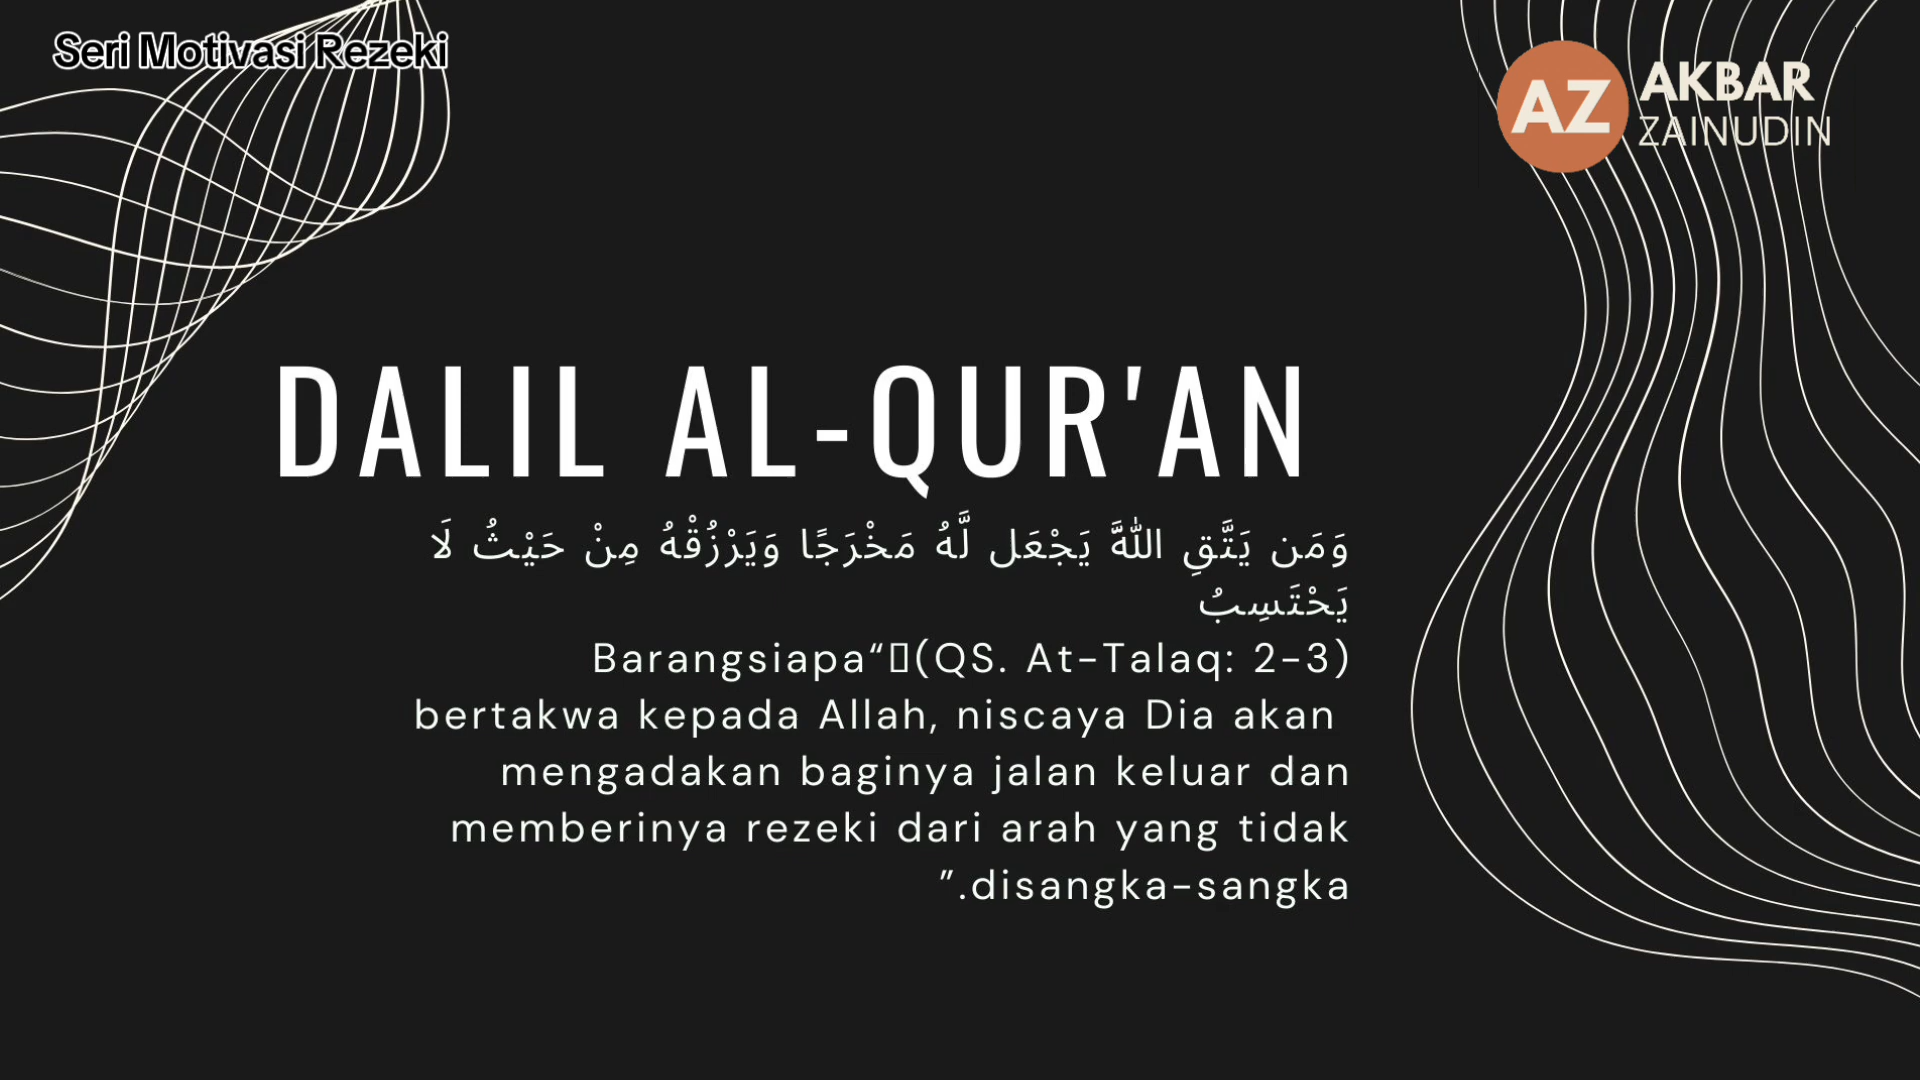 Seri Motivasi Rezeki
AZ
AKBAR
ZAINUDIN
DALIL AL-QUR'AN
وَمَن يَتَّقِ اللَّهَ يَجْعَل لَّهُ مَخْرَجًا وَيَرْزُقْهُ مِنْ حَيْثُ لَا
يَحْتَسِبُ
Barangsiapa“▯(QS. At-Talaq: 2-3)
bertakwa kepada Allah, niscaya Dia akan
mengadakan baginya jalan keluar dan
memberinya rezeki dari arah yang tidak
”.disangka-sangka